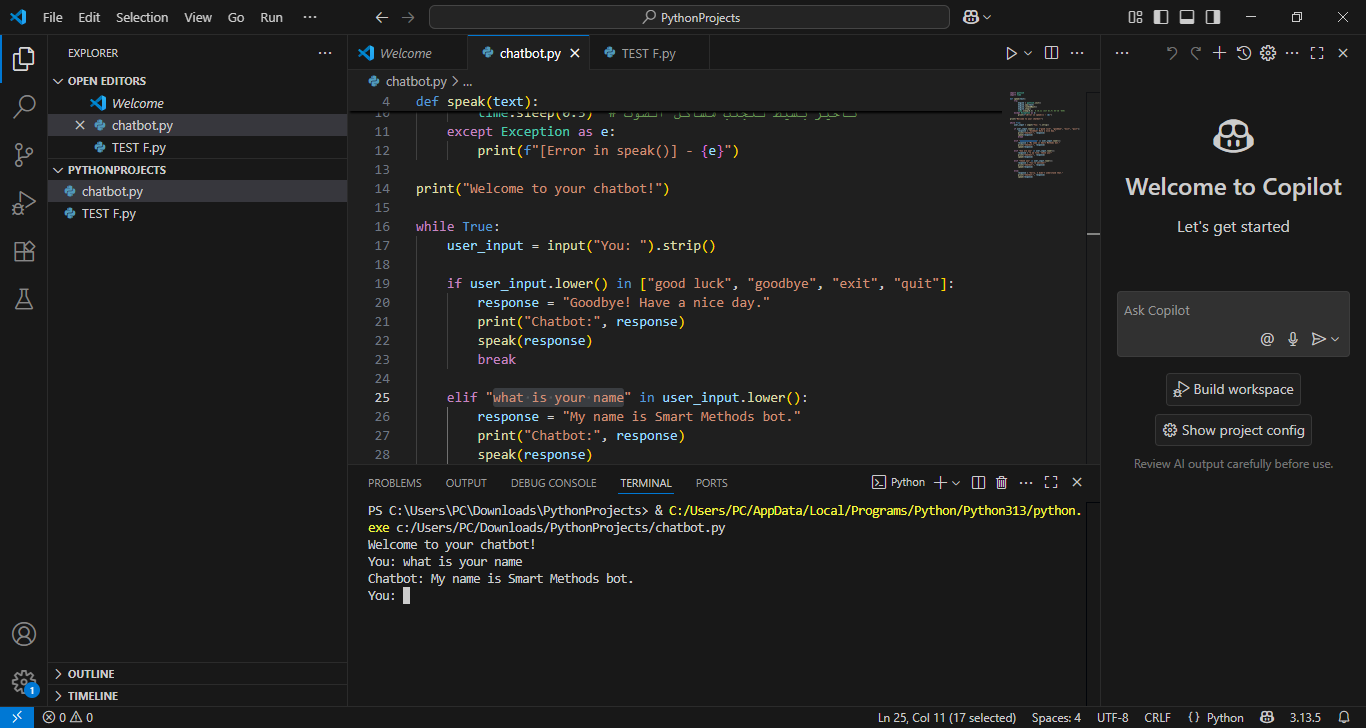 File Edit Selection View Go Run ···
PythonProjects
EXPLORER
OPEN EDITORS
Welcome
chatbot.py
TEST F.py
PYTHONPROJECTS
chatbot.py
TEST F.py
OUTLINE
TIMELINE
Welcome chatbot.py TEST F.py
chatbot.py > ...
4 def speak(text):
10 time.sleep(0.5) # تأخير بسيط لتجنب مشاكل الصوت
11 except Exception as e:
12 print(f"[Error in speak()] - {e}")
13
14 print("Welcome to your chatbot!")
15
16 while True:
17 user_input = input("You: ").strip()
18
19 if user_input.lower() in ["good luck", "goodbye", "exit", "quit"]:
20 response = "Goodbye! Have a nice day."
21 print("Chatbot:", response)
22 speak(response)
23 break
24
25 elif "what is your name" in user_input.lower():
26 response = "My name is Smart Methods bot."
27 print("Chatbot:", response)
28 speak(response)
PROBLEMS OUTPUT DEBUG CONSOLE TERMINAL PORTS
Python
PS C:\Users\PC\Downloads\PythonProjects> & C:/Users/PC/AppData/Local/Programs/Python/Python313/python.
exe c:/Users/PC/Downloads/PythonProjects/chatbot.py
Welcome to your chatbot!
You: what is your name
Chatbot: My name is Smart Methods bot.
You:
Welcome to Copilot
Let's get started
Ask Copilot
Build workspace
Show project config
Review AI output carefully before use.
1
0 0
Ln 25, Col 11 (17 selected) Spaces: 4 UTF-8 CRLF {} Python 3.13.5